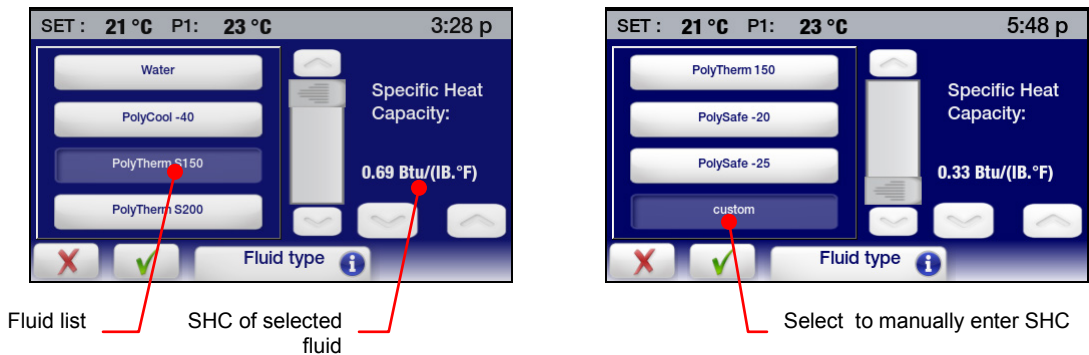 SET : 21 °C P1: 23 °C 3:28 p
Water
PolyCool -40
PolyTherm S150
PolyTherm S200
Specific Heat
Capacity:
0.69 Btu/(IB.°F)
Fluid type
Fluid list
SHC of selected
fluid
SET : 21 °C P1: 23 °C 5:48 p
PolyTherm 150
PolySafe -20
PolySafe -25
custom
Specific Heat
Capacity:
0.33 Btu/(IB.°F)
Fluid type
Select to manually enter SHC